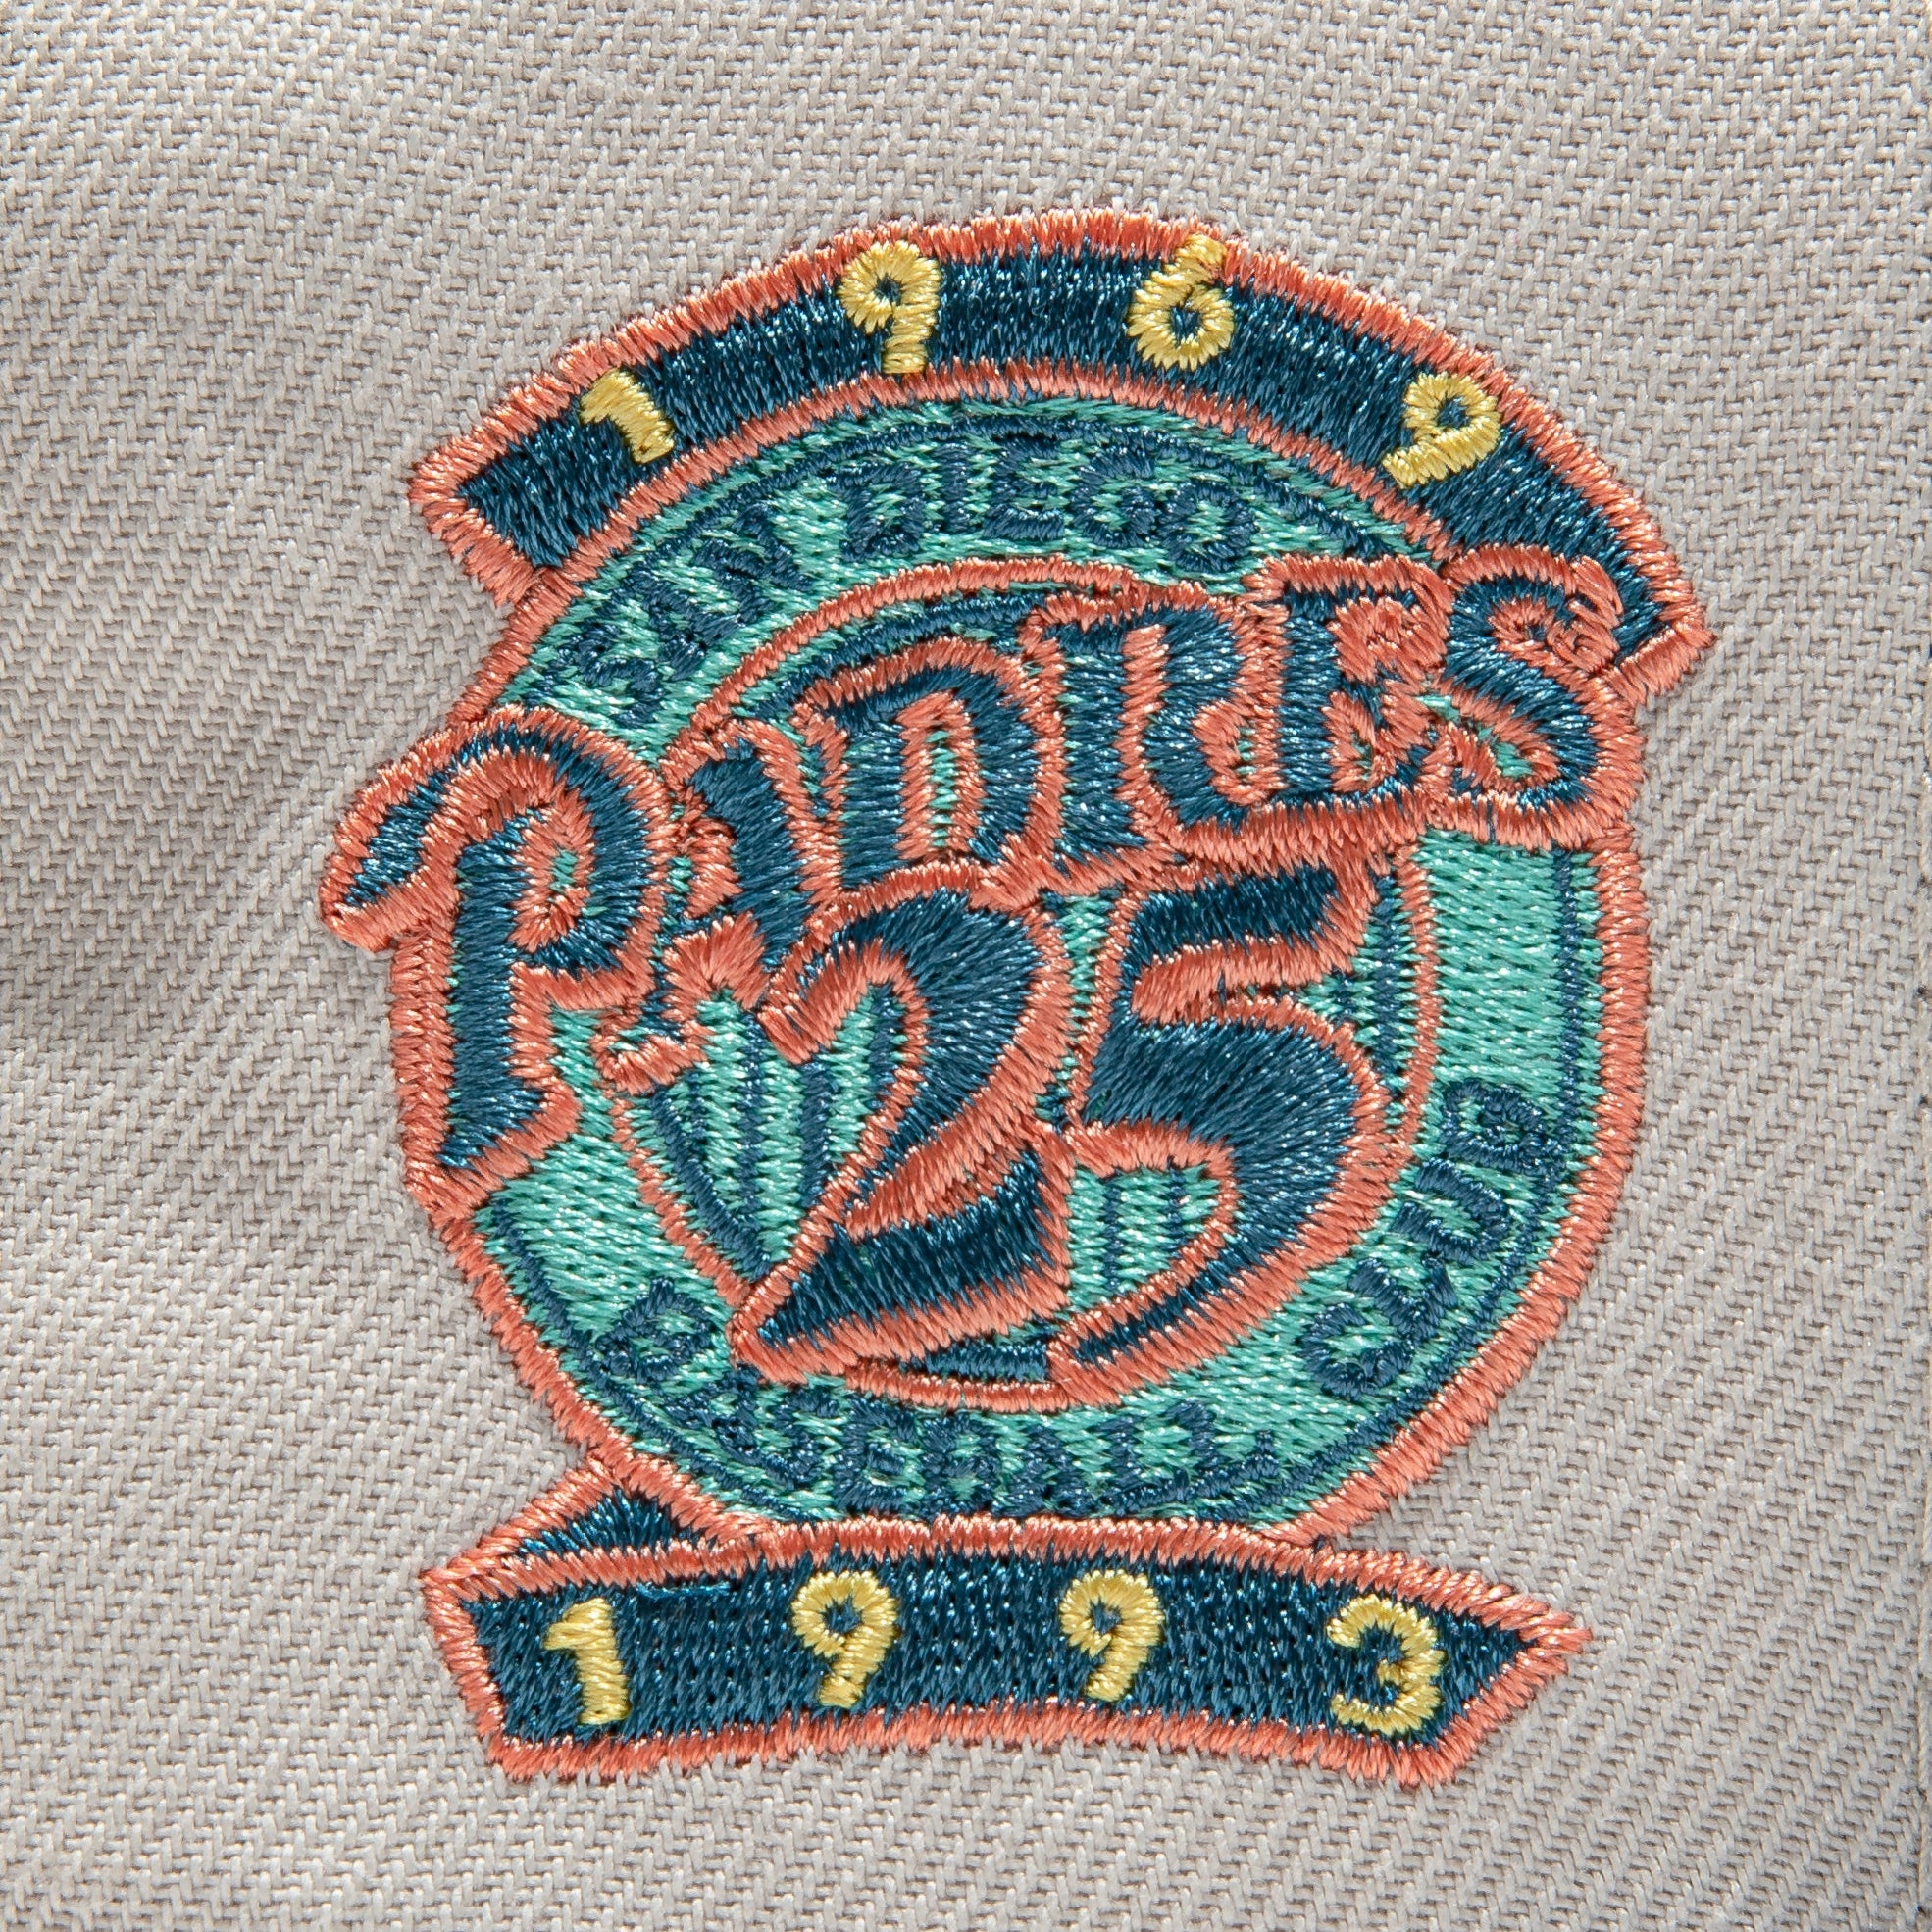 1969
SAN DIEGO
PADRES
25
BASEBALL CLUB
1993